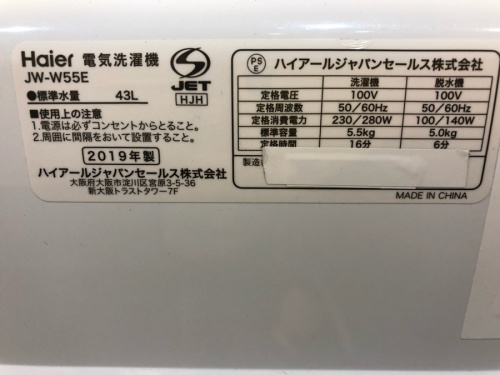 Haier 電気洗濯機
JW-W55E
●標準水量 43L
■使用上の注意
1.電源は必ずコンセントからとること。
2.周囲に間隔をおいて設置すること。
2019年製
ハイアールジャパンセールス株式会社
大阪府大阪市淀川区宮原3-5-36
新大阪トラストタワー7F
S
JET
HJH
PS
E
ハイアールジャパンセールス株式会社
洗濯機 脱水機
定格電圧 100V 100V
定格周波数 50/60Hz 50/60Hz
定格消費電力 230/280W 100/140W
標準容量 5.5kg 5.0kg
定格時間 16分 6分
製造
MADE IN CHINA